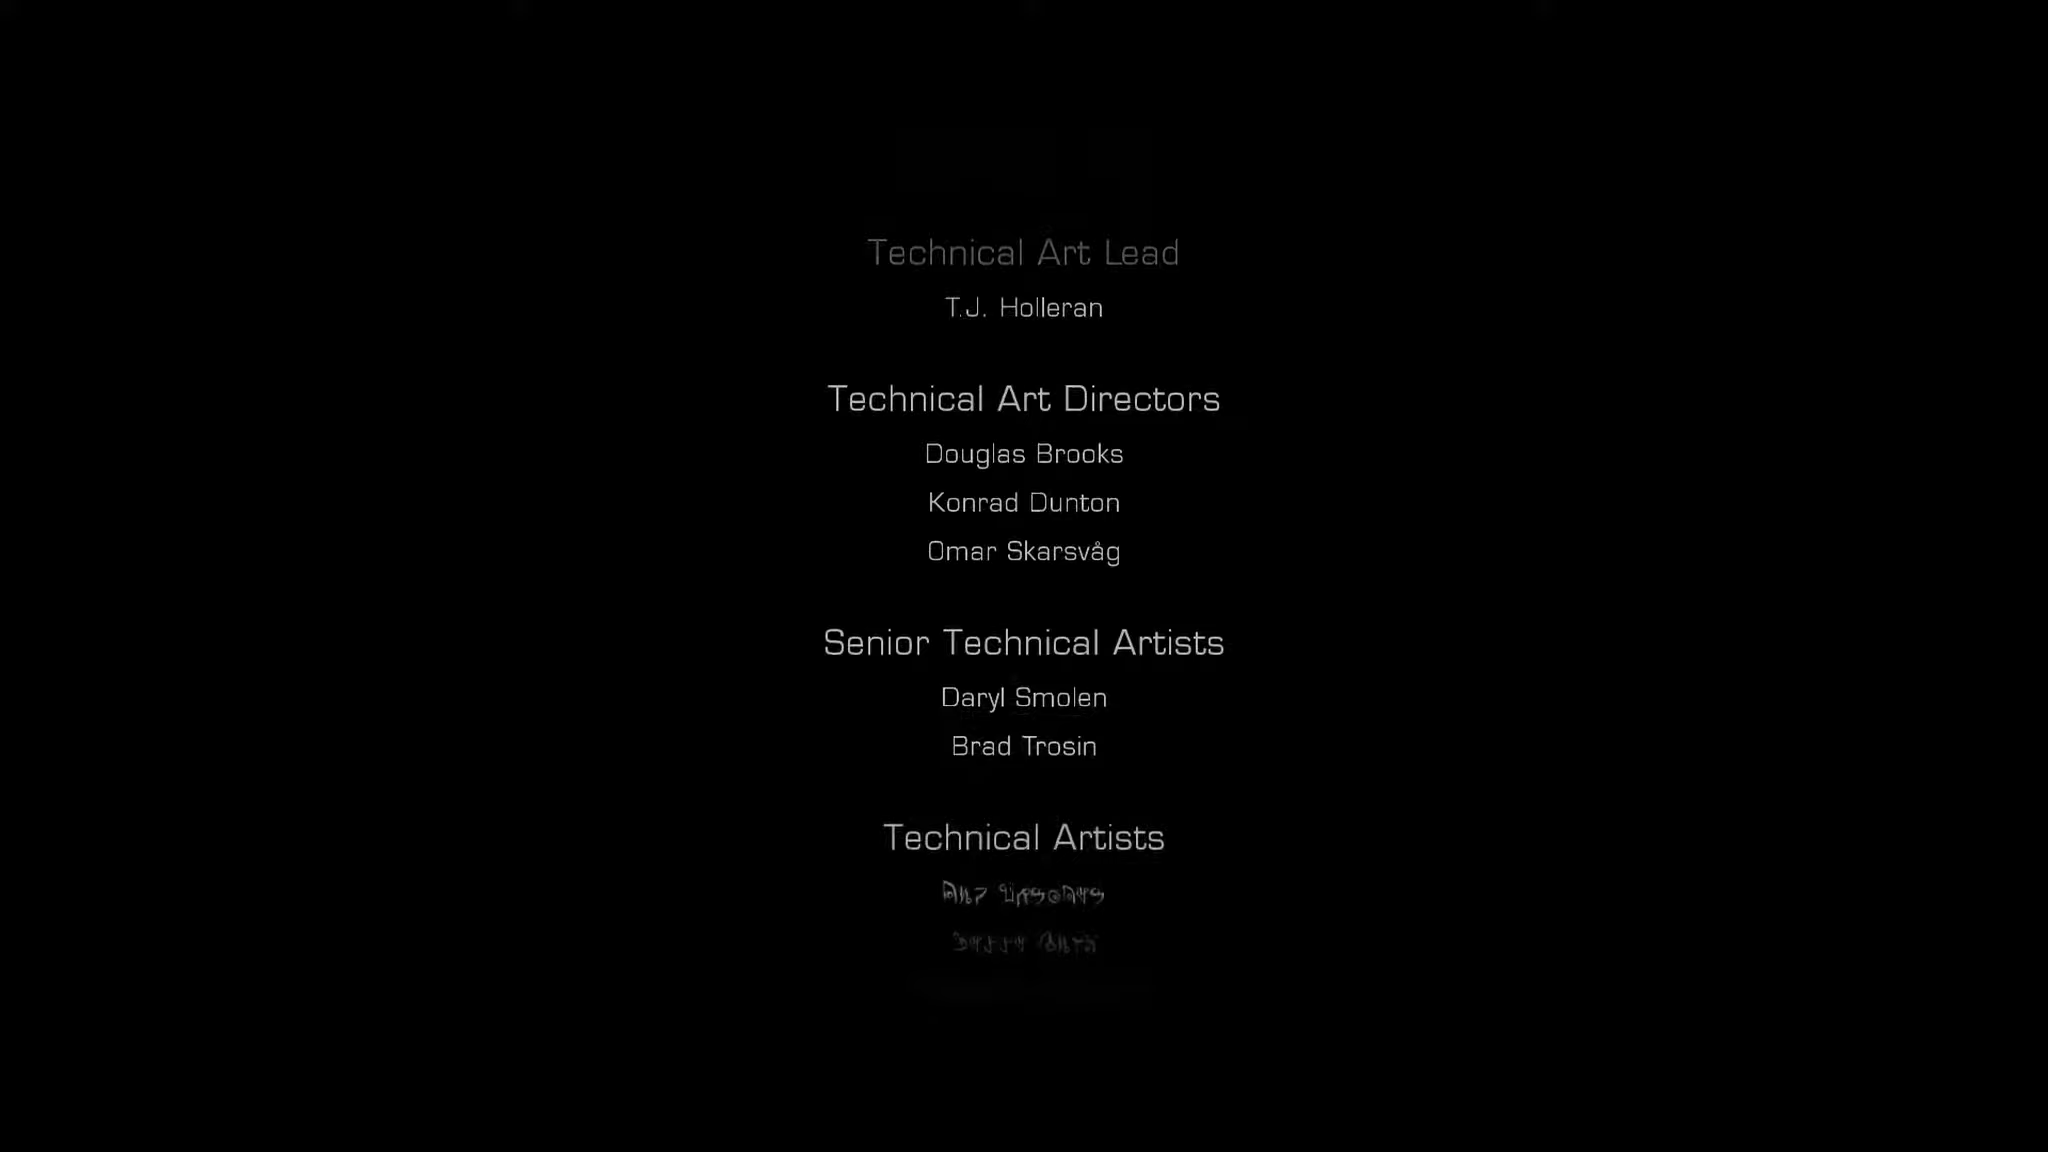 Technical Art Lead
T.J. Holleran
Technical Art Directors
Douglas Brooks
Konrad Dunton
Omar Skarsvåg
Senior Technical Artists
Daryl Smolen
Brad Trosin
Technical Artists